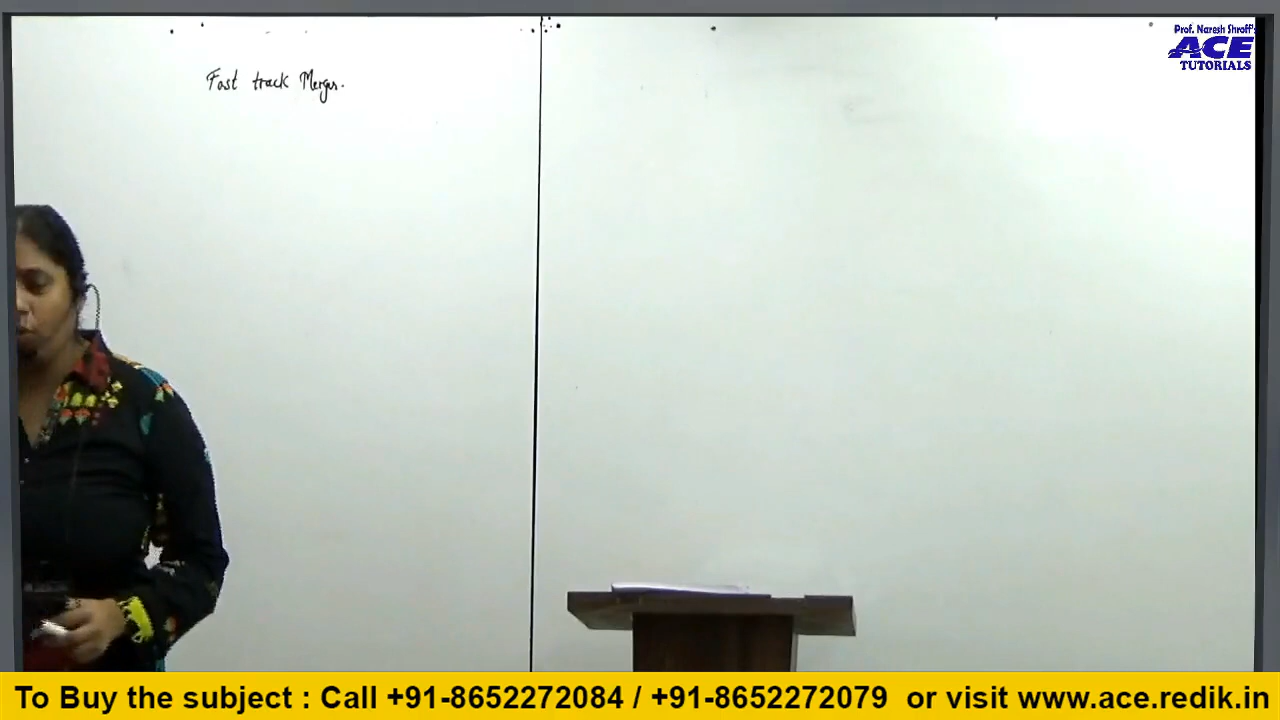 Fast track Merger.
Prof. Naresh Shroff's
ACE
TUTORIALS
To Buy the subject : Call +91-8652272084 / +91-8652272079 or visit www.ace.redik.in